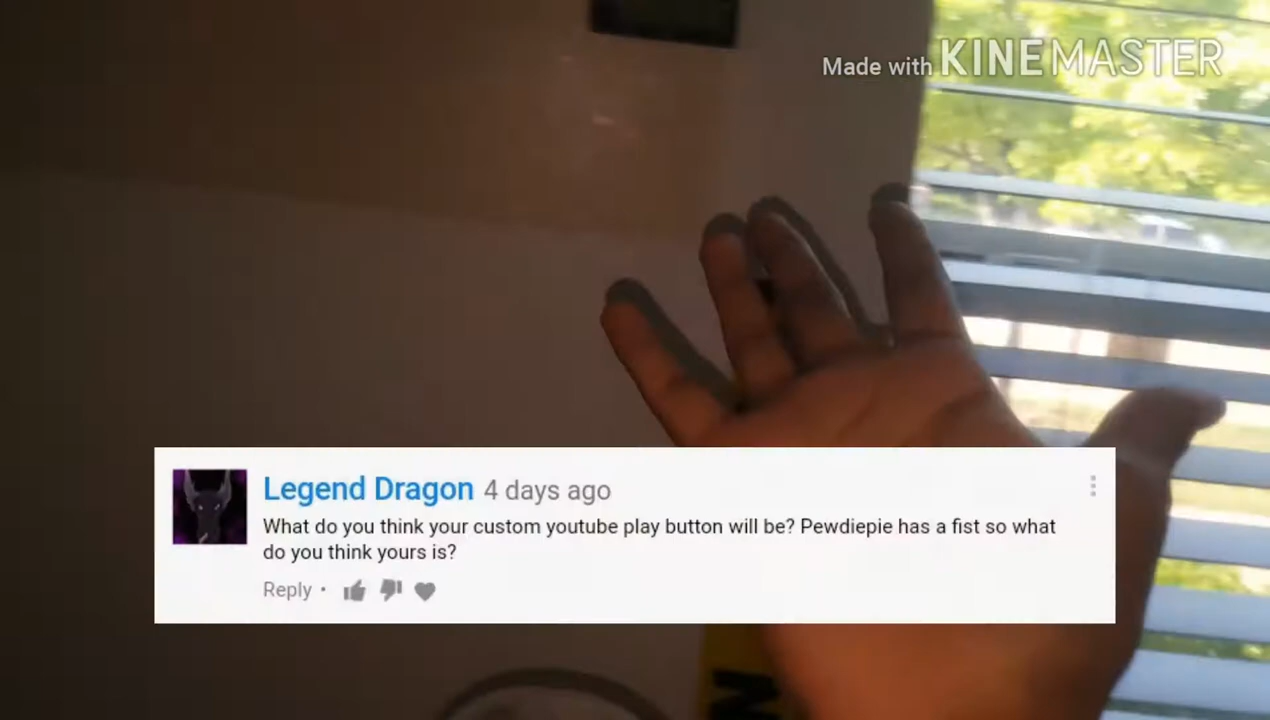 Made with KINEMASTER
Legend Dragon 4 days ago
What do you think your custom youtube play button will be? Pewdiepie has a fist so what
do you think yours is?
Reply •